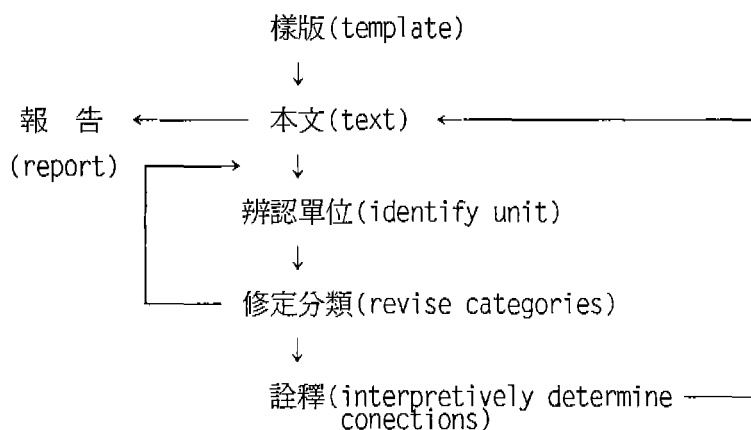 樣版(template)
↓
報 告 ← 本文(text) ←
(report) → ↓
辨認單位(identify unit)
↓
修定分類(revise categories)
↓
詮釋(interpretively determine
conections)